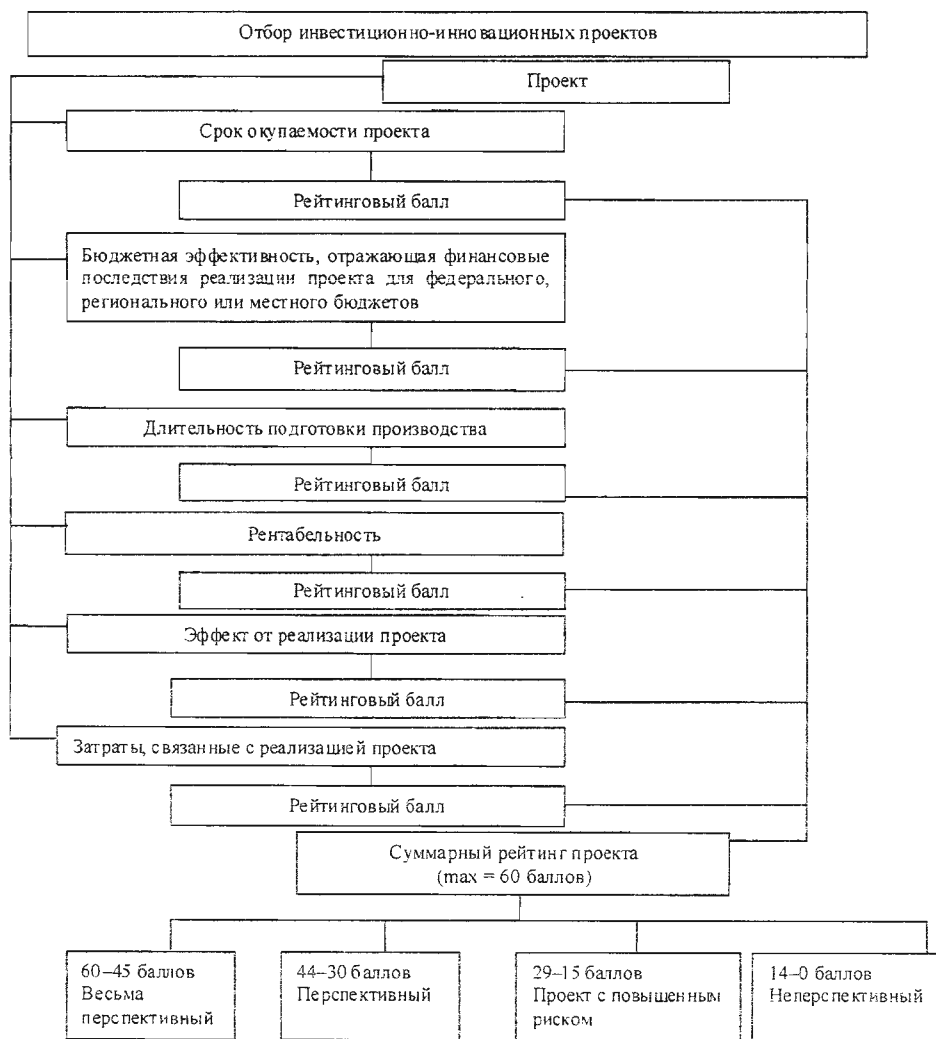 Отбор инвестиционно-инновационных проектов
Проект
Срок окупаемости проекта
Рейтинговый балл
Бюджетная эффективность, отражающая финансовые
последствия реализации проекта для федерального,
регионального или местного бюджетов
Рейтинговый балл
Длительность подготовки производства
Рейтинговый балл
Рентабельность
Рейтинговый балл
Эффект от реализации проекта
Рейтинговый балл
Затраты, связанные с реализацией проекта
Рейтинговый балл
Суммарный рейтинг проекта
(max = 60 баллов)
60–45 баллов
Весьма
перспективный
44–30 баллов
Перспективный
29–15 баллов
Проект с повышенным
риском
14–0 баллов
Неперспективный